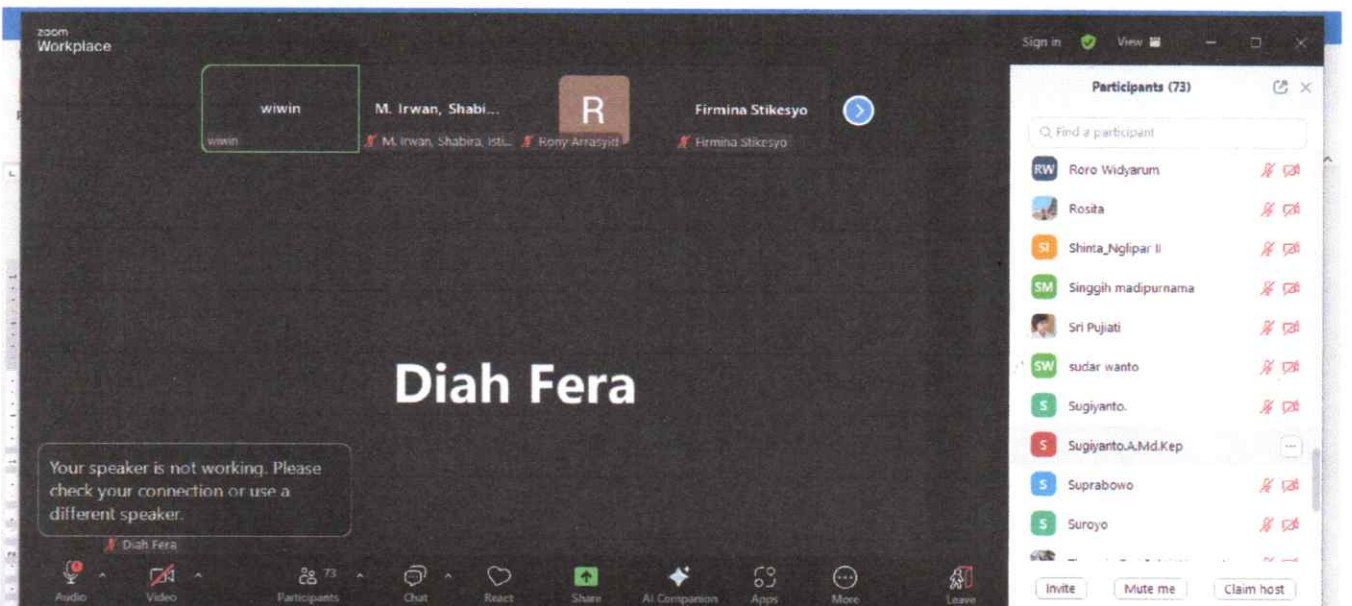 zoom
Workplace
Sign in
View
wiwin
wiwin
M. Irwan, Shabi...
M. Irwan, Shabira, Isti...
R
Rony Arrasyid
Firmina Stikesyo
Firmina Stikesyo
Participants (73)
Find a participant
RW Roro Widyarum
Rosita
SI Shinta_Nglipar II
SM Singgih madipurnama
Sri Pujiati
SW sudar wanto
S Sugiyanto.
S Sugiyanto.A.Md.Kep
S Suprabowo
S Suroyo
Invite
Mute me
Claim host
Diah Fera
Your speaker is not working. Please
check your connection or use a
different speaker.
Diah Fera
Audio
Video
73
Participants
Chat
React
Share
AI Companion
Apps
More
Leave